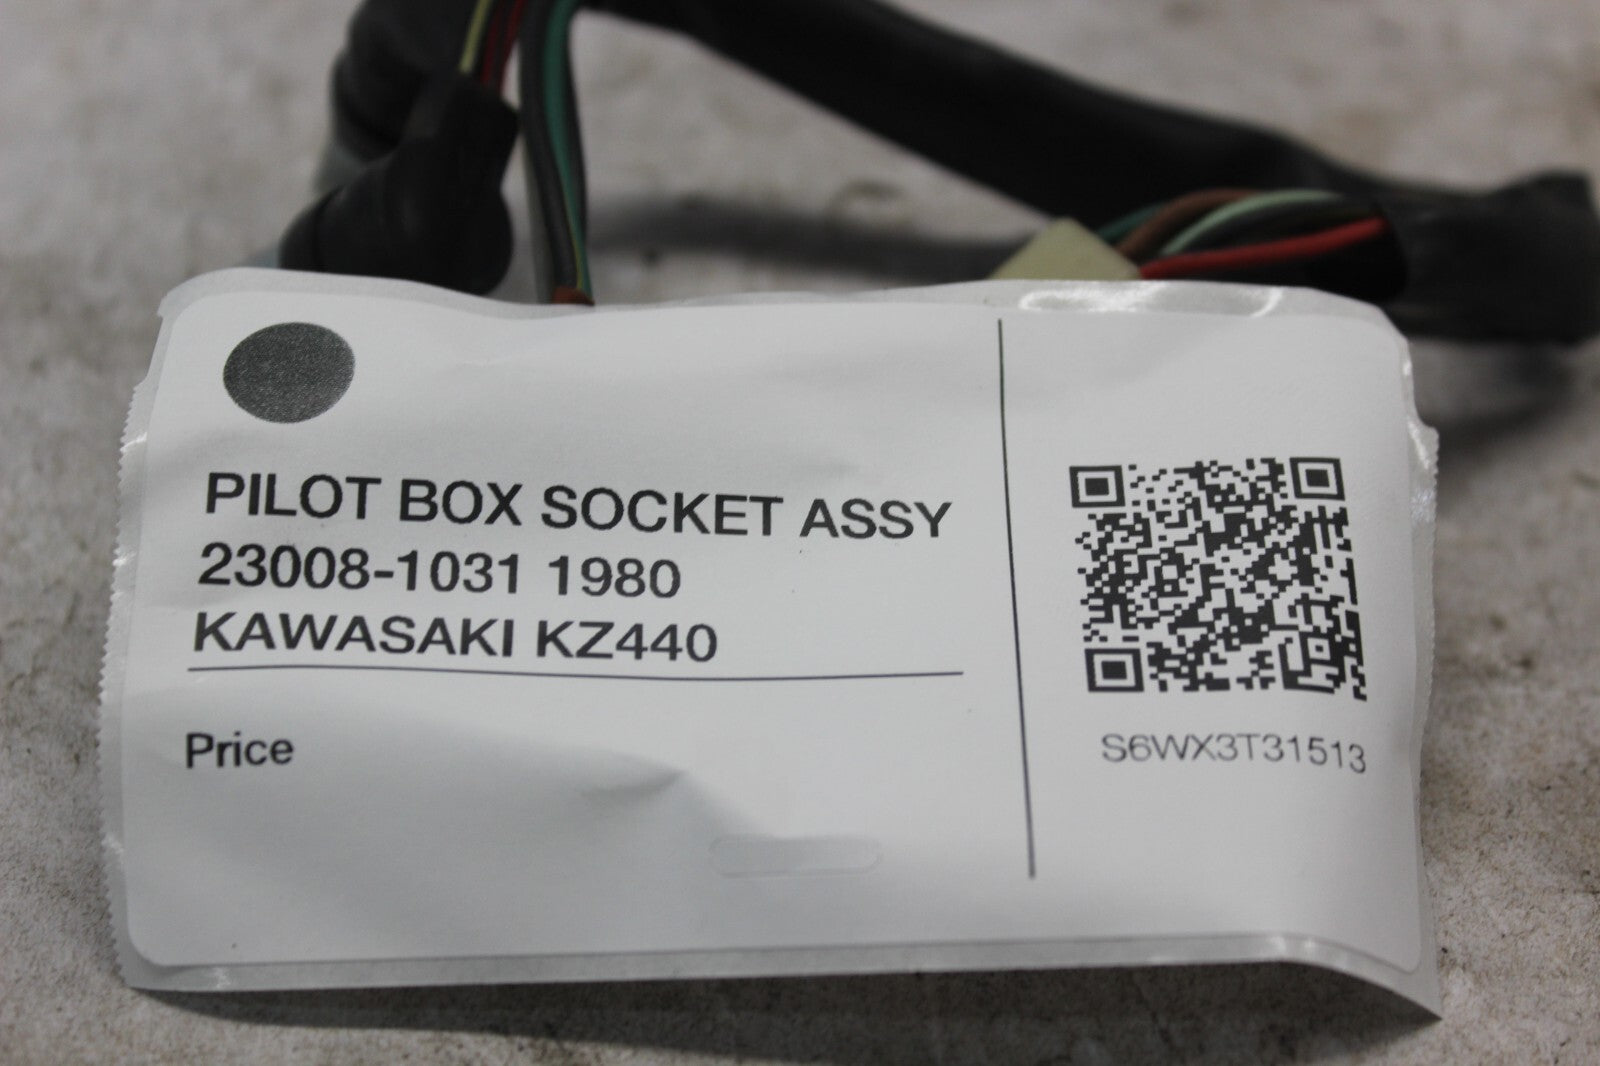 PILOT BOX SOCKET ASSY
23008-1031 1980
KAWASAKI KZ440
Price
S6WX3T31513